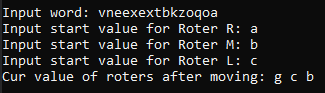 Input word: vneexextbkzoqoa
Input start value for Roter R: a
Input start value for Roter M: b
Input start value for Roter L: c
Cur value of roters after moving: g c b